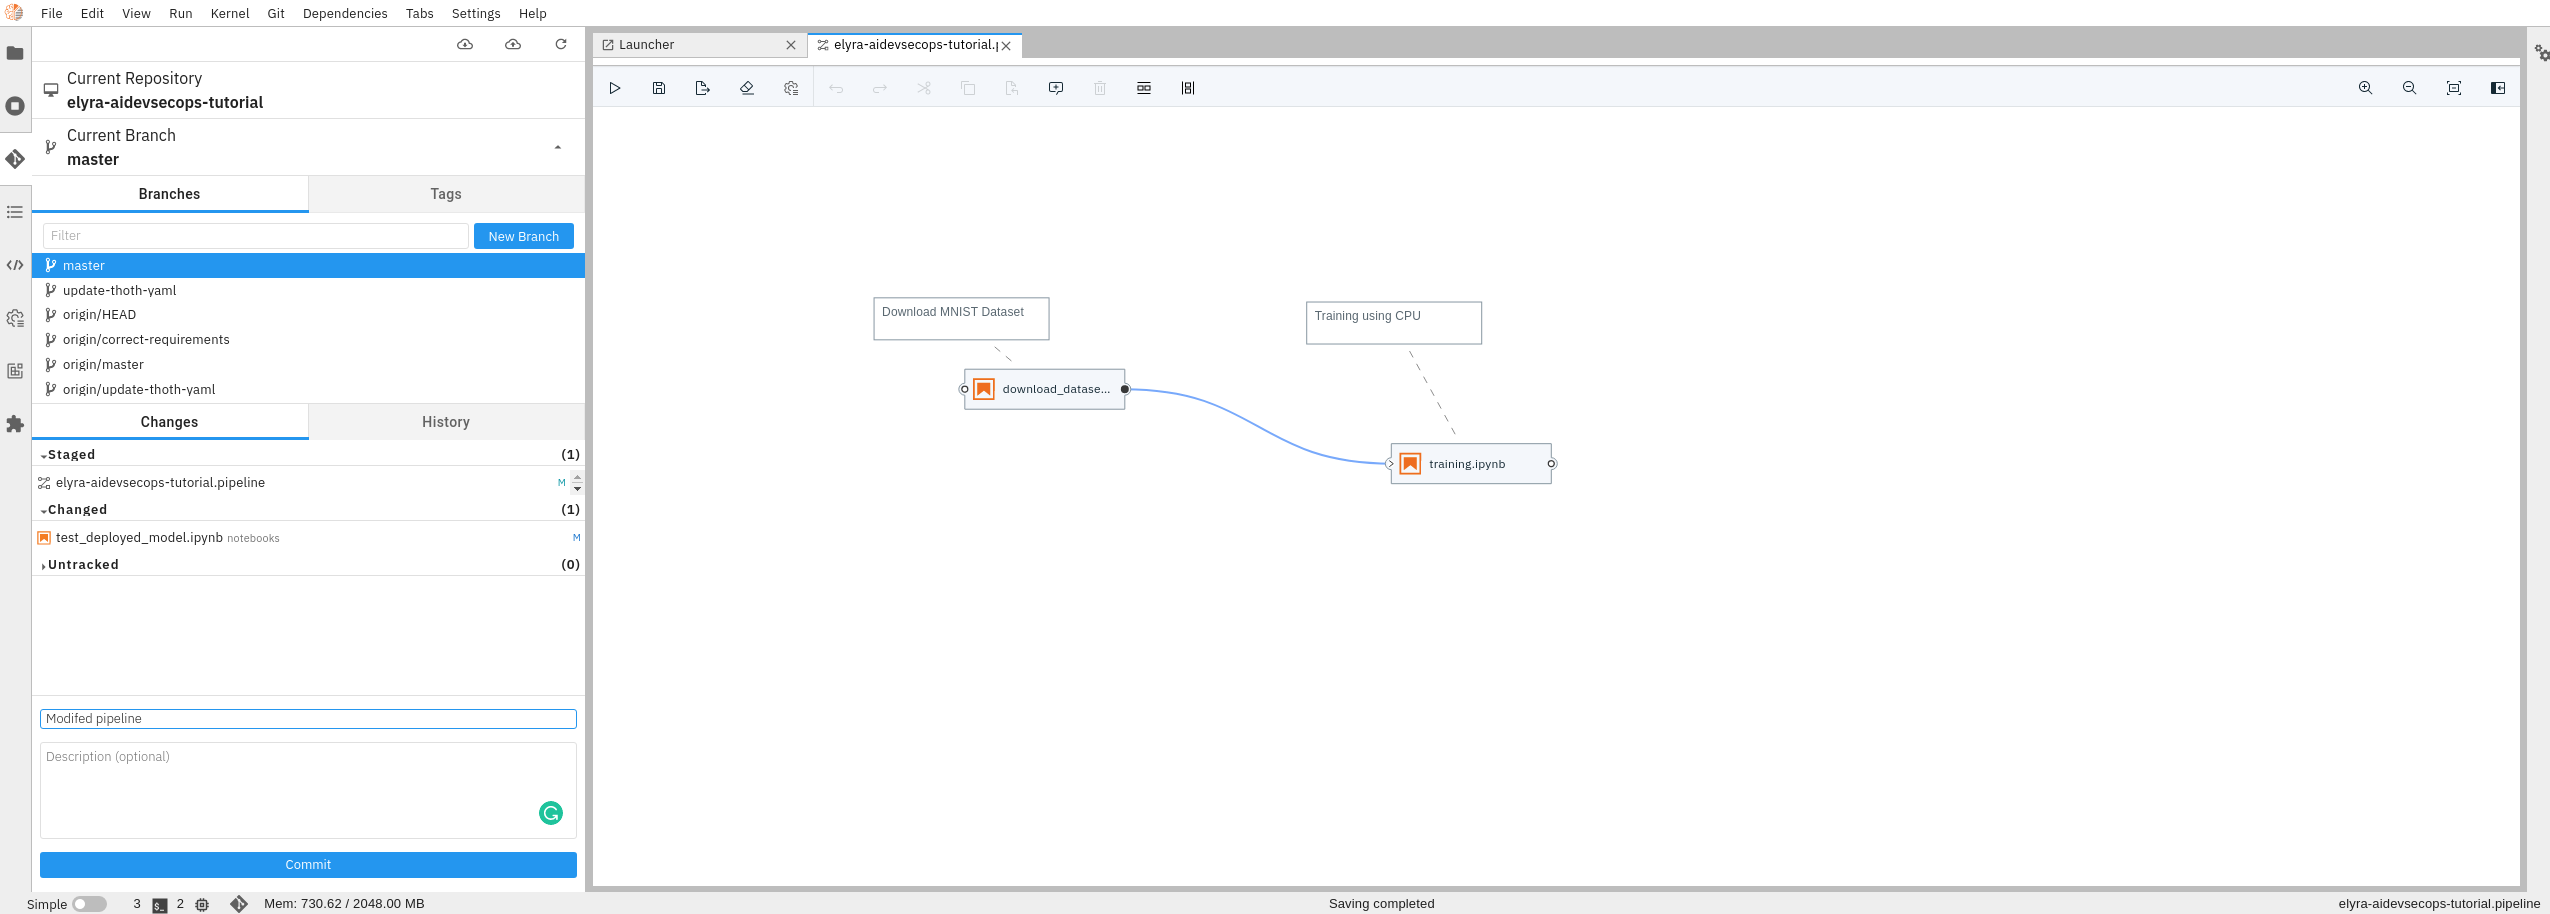 File Edit View Run Kernel Git Dependencies Tabs Settings Help
Current Repository
elyra-aidevsecops-tutorial
Current Branch
master
Branches Tags
Filter New Branch
master
update-thoth-yaml
origin/HEAD
origin/correct-requirements
origin/master
origin/update-thoth-yaml
Changes History
Staged (1)
elyra-aidevsecops-tutorial.pipeline M
Changed (1)
test_deployed_model.ipynb notebooks M
Untracked (0)
Modifed pipeline
Description (optional)
Commit
Launcher
elyra-aidevsecops-tutorial.p
Download MNIST Dataset
Training using CPU
download_datase...
training.ipynb
Simple 3 $_ 2 Mem: 730.62 / 2048.00 MB Saving completed elyra-aidevsecops-tutorial.pipeline